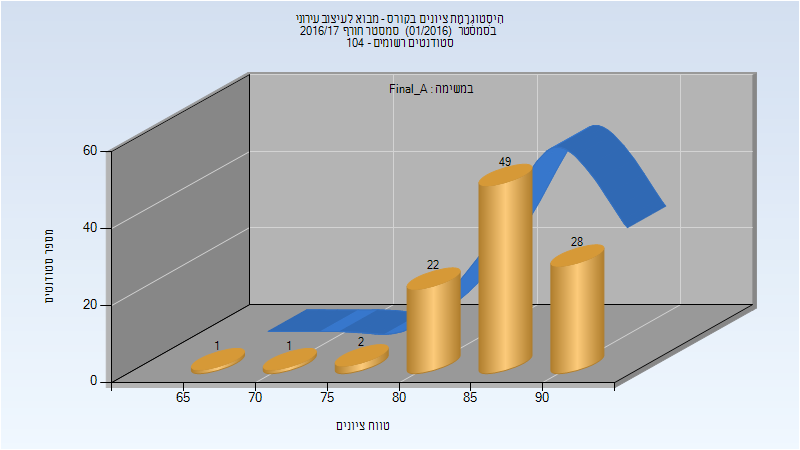 היסטוגרמת ציונים בקורס - מבוא לעיצוב עירוני
בסמסטר (01/2016) סמסטר חורף 2016/17
סטודנטים רשומים - 104
במשימה : Final_A
מספר סטודנטים
60
40
20
0
1
1
2
22
49
28
65
70
75
80
85
90
טווח ציונים